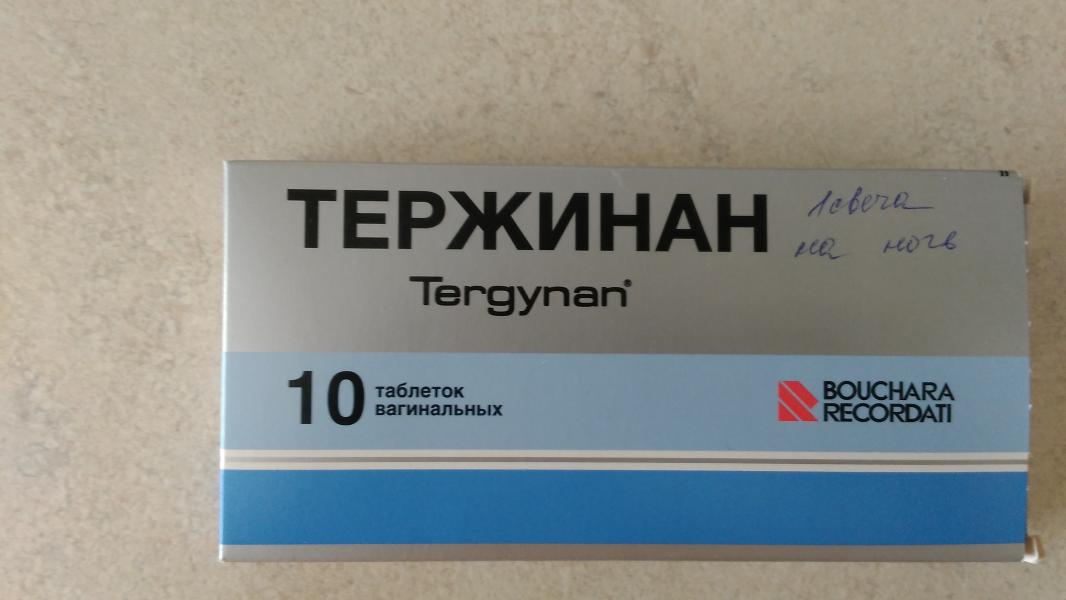 ТЕРЖИНАН
1 свеча
на ночь
Tergynan®
10 таблеток
вагинальных
BOUCHARA
RECORDATI